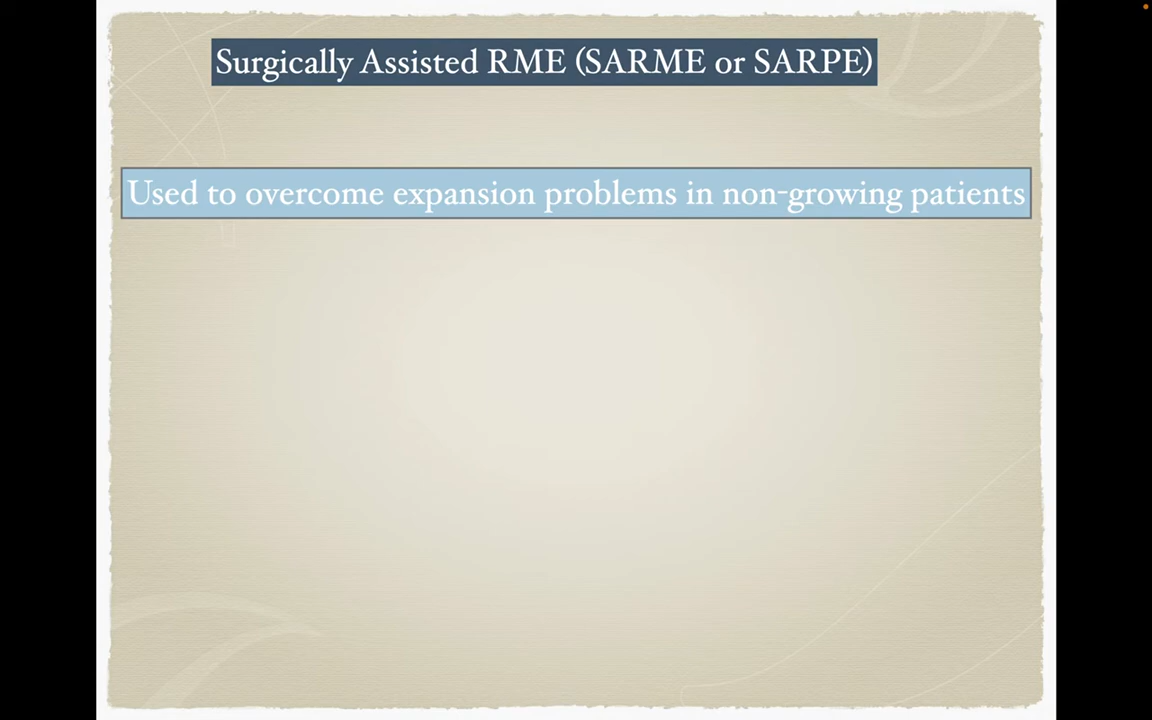 Surgically Assisted RME (SARME or SARPE)
Used to overcome expansion problems in non-growing patients